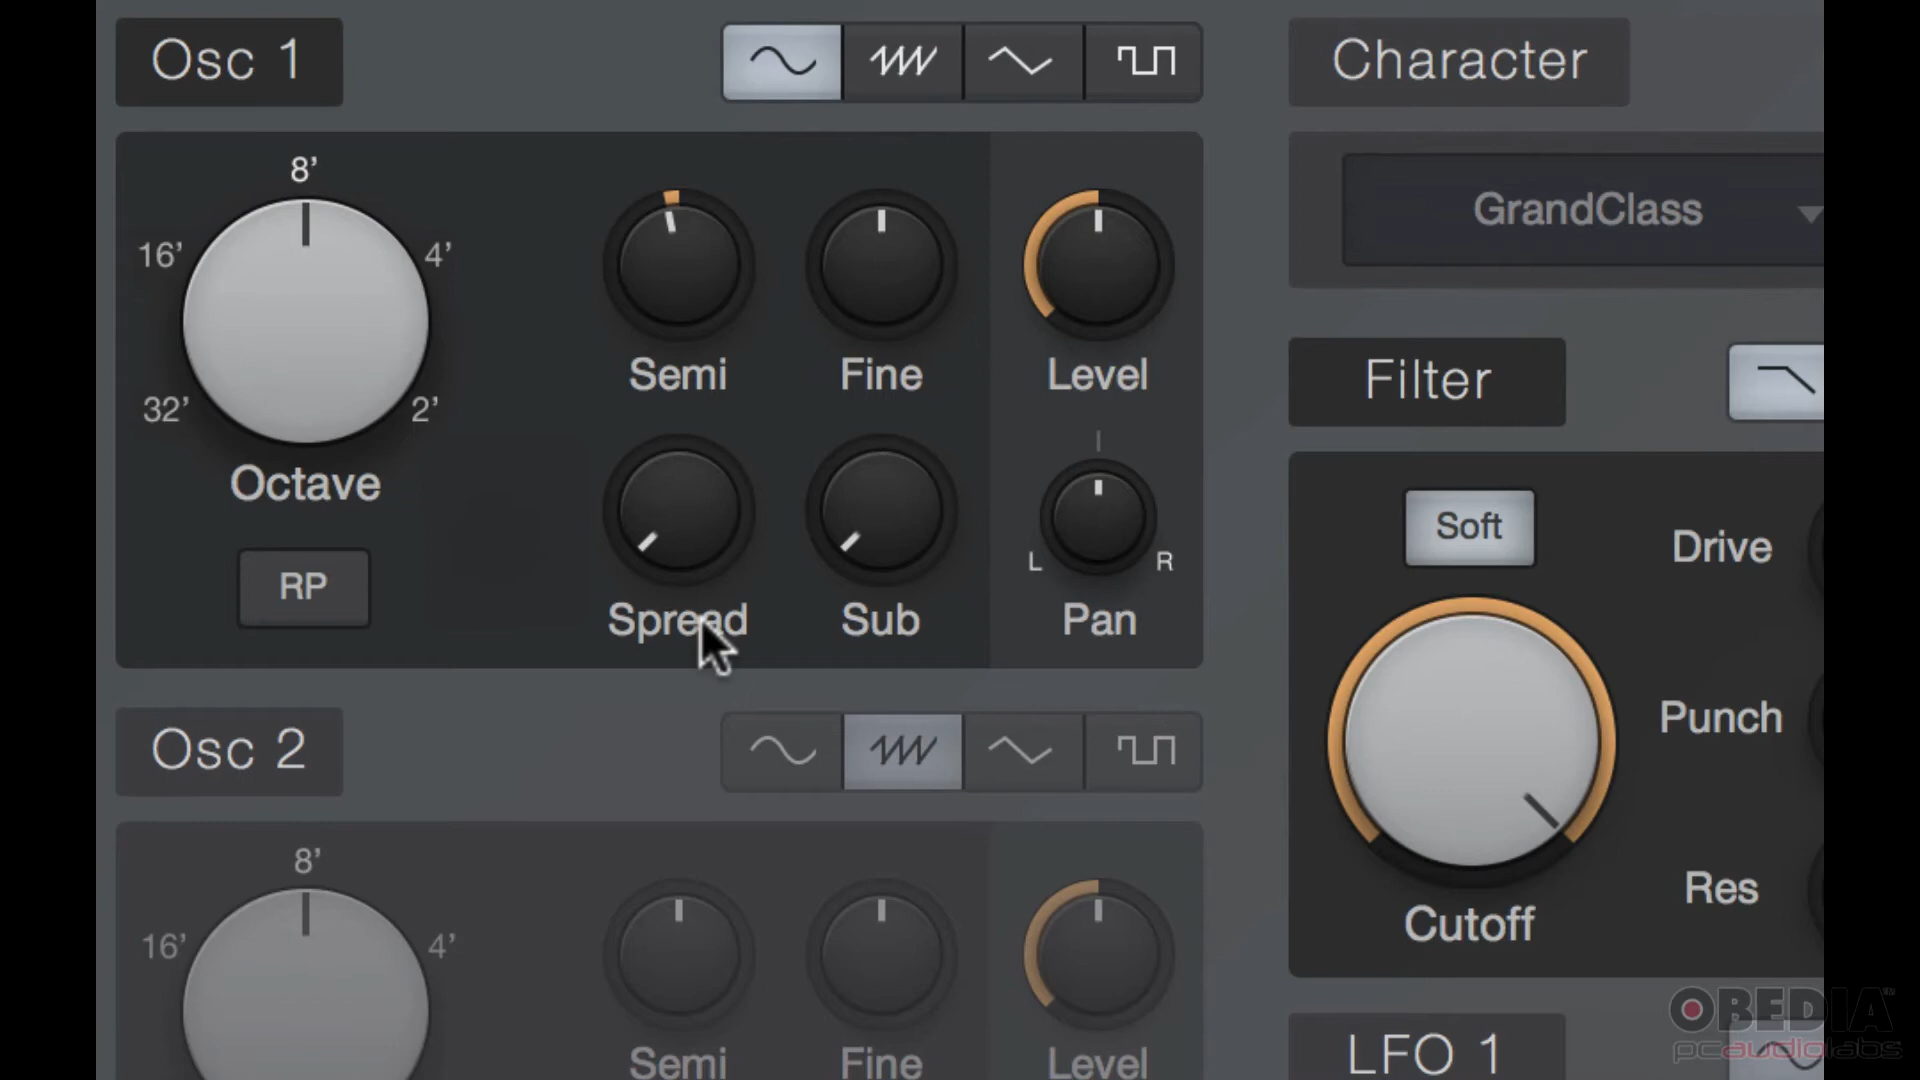 Osc 1
8’
16’
4’
32’
2’
Octave
RP
Semi
Fine
Level
Spread
Sub
L
R
Pan
Character
GrandClass
Filter
Soft
Drive
Punch
Res
Cutoff
Osc 2
8’
16’
4’
Semi
Fine
Level
LFO 1
OBEDIA™
pcaudiolabs